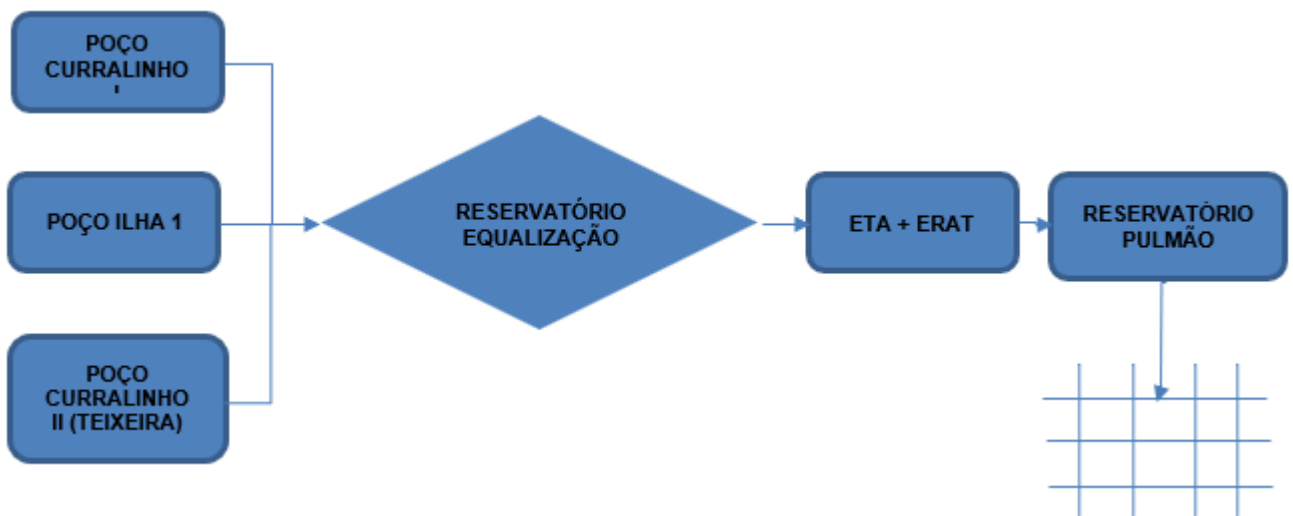 POÇO
CURRALINHO
I
POÇO ILHA 1
POÇO
CURRALINHO
II (TEIXEIRA)
RESERVATÓRIO
EQUALIZAÇÃO
ETA + ERAT
RESERVATÓRIO
PULMÃO